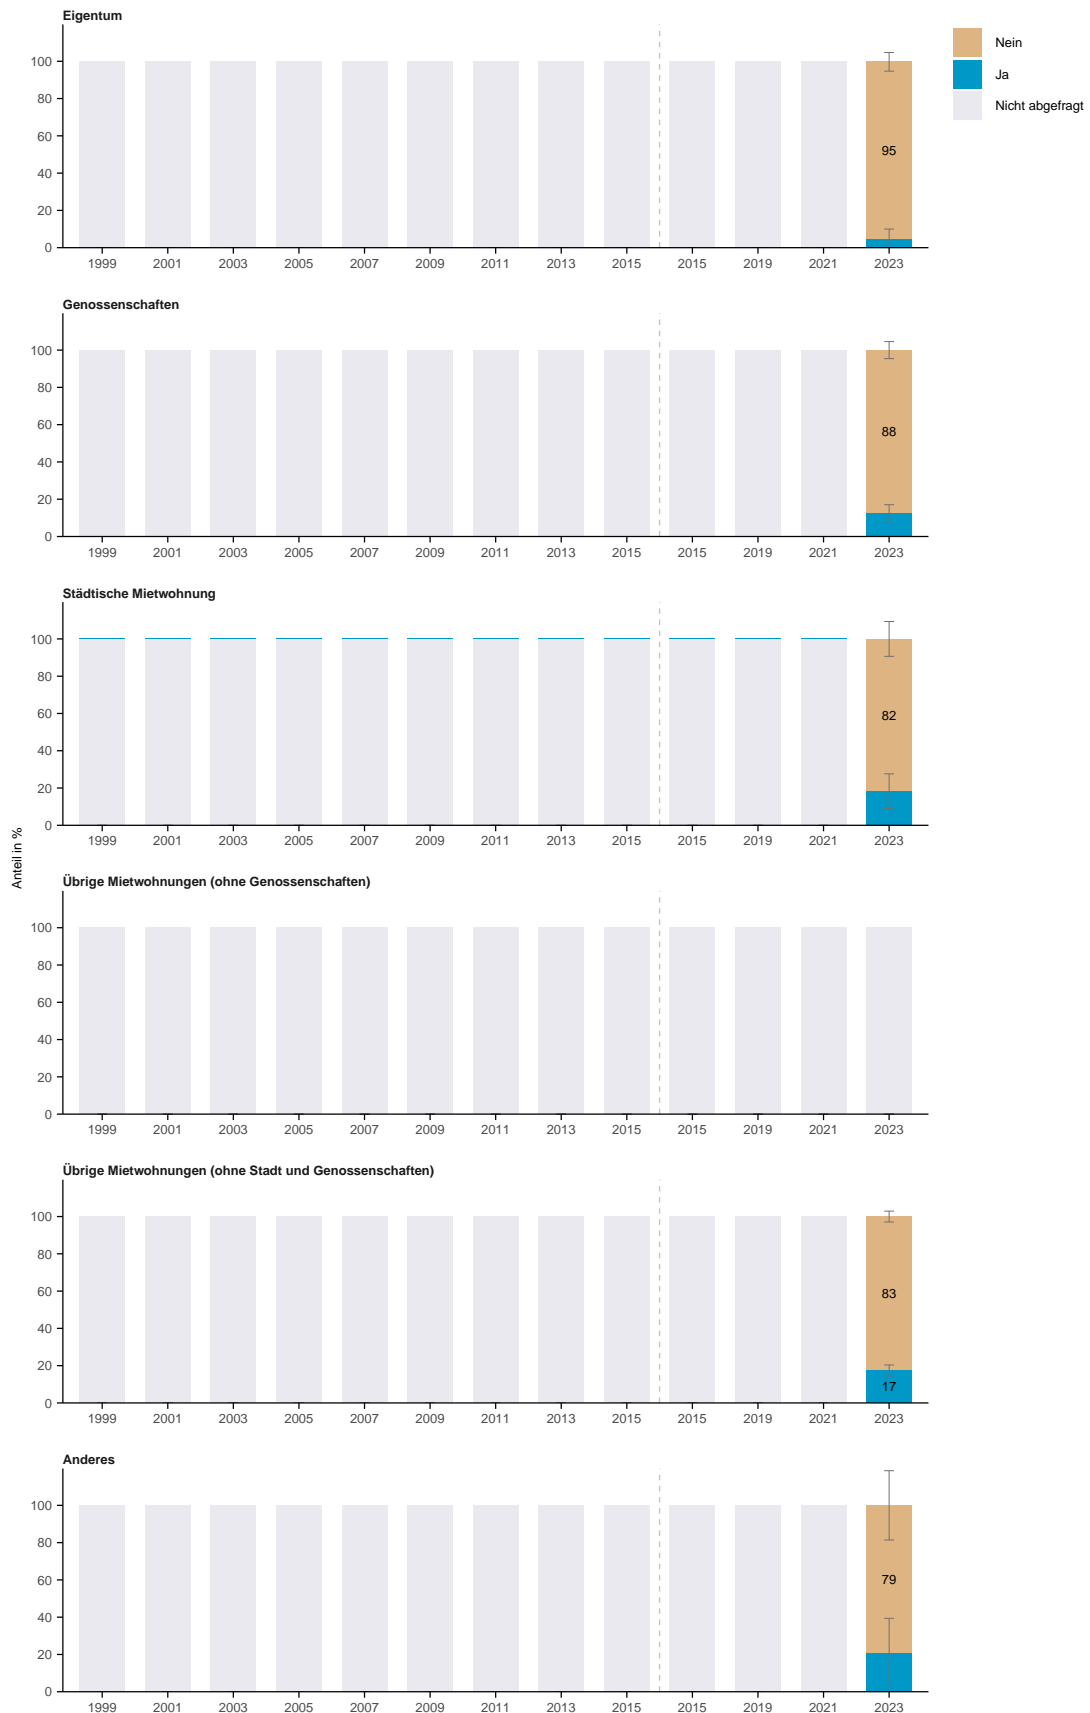 Eigentum
Nein
Ja
Nicht abgefragt
100
80
60
40
20
0
95
1999 2001 2003 2005 2007 2009 2011 2013 2015 2015 2019 2021 2023
Genossenschaften
100
80
60
40
20
0
88
1999 2001 2003 2005 2007 2009 2011 2013 2015 2015 2019 2021 2023
Städtische Mietwohnung
100
80
60
40
20
0
82
1999 2001 2003 2005 2007 2009 2011 2013 2015 2015 2019 2021 2023
Anteil in %
Übrige Mietwohnungen (ohne Genossenschaften)
100
80
60
40
20
0
1999 2001 2003 2005 2007 2009 2011 2013 2015 2015 2019 2021 2023
Übrige Mietwohnungen (ohne Stadt und Genossenschaften)
100
80
60
40
20
0
83
17
1999 2001 2003 2005 2007 2009 2011 2013 2015 2015 2019 2021 2023
Anderes
100
80
60
40
20
0
79
1999 2001 2003 2005 2007 2009 2011 2013 2015 2015 2019 2021 2023